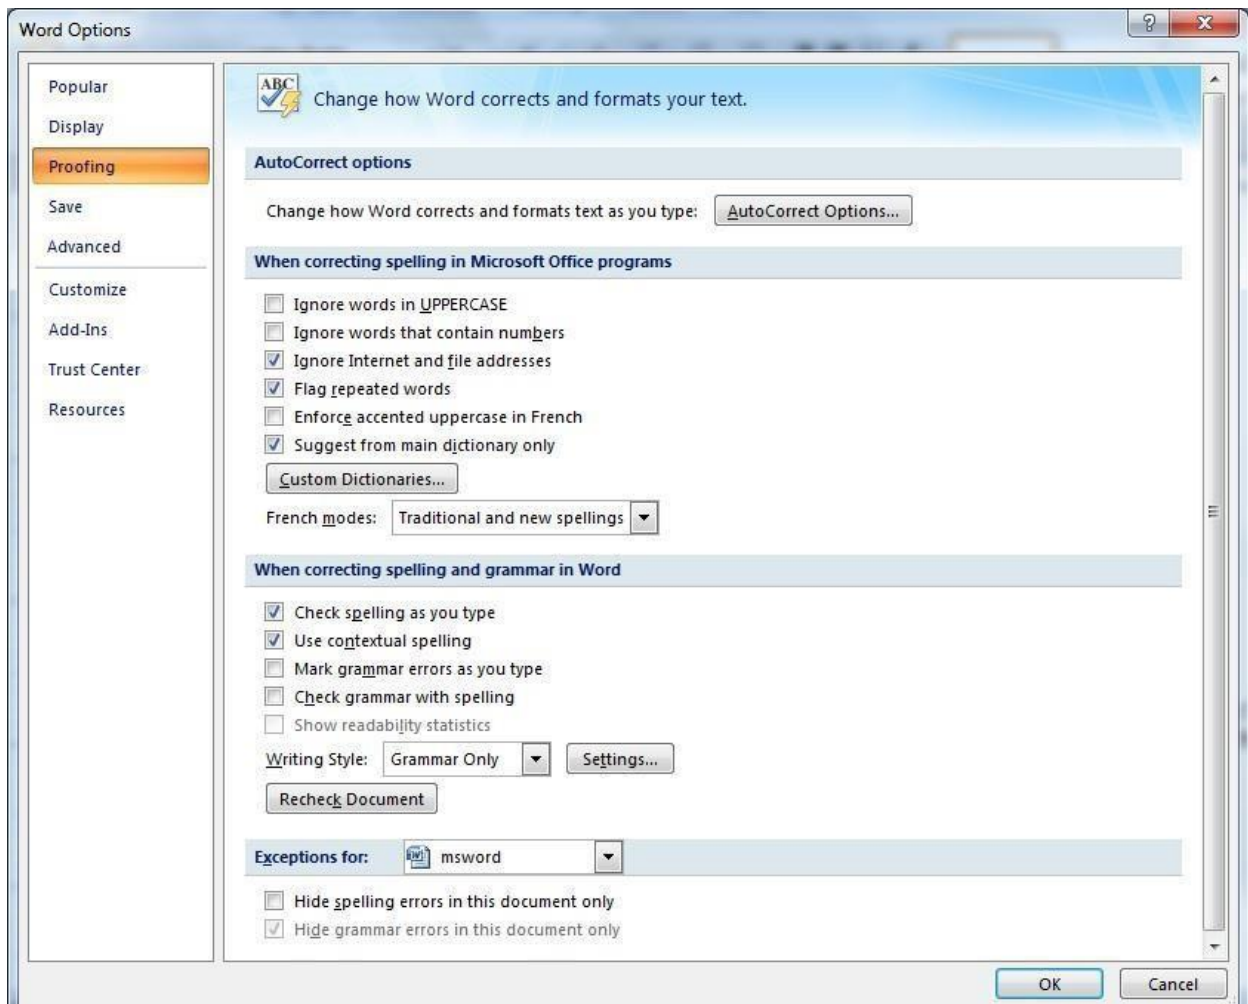 Word Options
Popular
Display
Proofing
Save
Advanced
Customize
Add-Ins
Trust Center
Resources
ABC
Change how Word corrects and formats your text.
AutoCorrect options
Change how Word corrects and formats text as you type: AutoCorrect Options...
When correcting spelling in Microsoft Office programs
Ignore words in UPPERCASE
Ignore words that contain numbers
Ignore Internet and file addresses
Flag repeated words
Enforce accented uppercase in French
Suggest from main dictionary only
Custom Dictionaries...
French modes: Traditional and new spellings
When correcting spelling and grammar in Word
Check spelling as you type
Use contextual spelling
Mark grammar errors as you type
Check grammar with spelling
Show readability statistics
Writing Style: Grammar Only Settings...
Recheck Document
Exceptions for: msword
Hide spelling errors in this document only
Hide grammar errors in this document only
OK Cancel